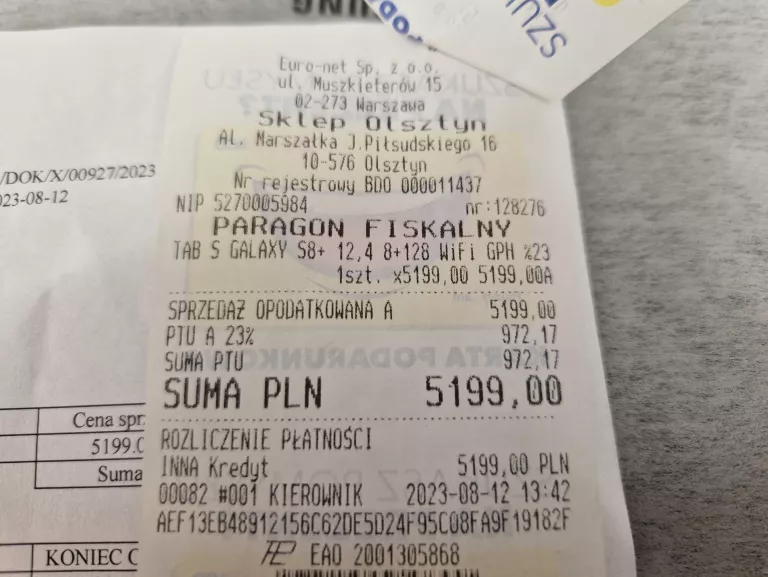 SZU
/DOK/X/00927/2023
023-08-12
Cena spr
5199.0
Suma
KONIEC
Euro-net Sp. z o.o.
ul. Muszkieterów 15
02-273 Warszawa
Sklep Olsztyn
Al. Marszałka J.Piłsudskiego 16
10-576 Olsztyn
Nr rejestrowy BDO 000011437
NIP 5270005984 nr:128276
PARAGON FISKALNY
TAB S GALAXY S8+ 12,4 8+128 WiFi GPH %23
1szt. x5199,00 5199,00A
SPRZEDAŻ OPODATKOWANA A 5199,00
PTU A 23% 972,17
SUMA PTU 972,17
SUMA PLN 5199,00
ROZLICZENIE PŁATNOŚCI
INNA Kredyt 5199,00 PLN
00082 #001 KIEROWNIK 2023-08-12 13:42
AEF13EB48912156C62DE5D24F95C08FA9F19182F
EAO 2001305868